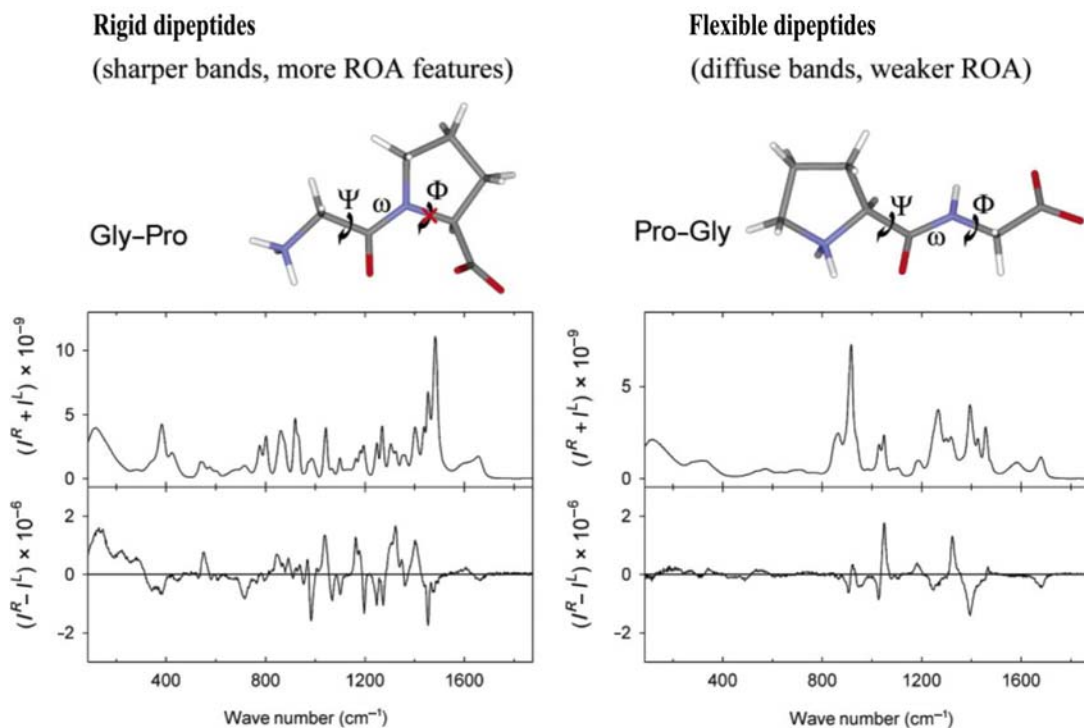 Rigid dipeptides
(sharper bands, more ROA features)
Flexible dipeptides
(diffuse bands, weaker ROA)
Gly–Pro
Ψ
ω
Φ
Pro–Gly
Ψ
ω
Φ
(I^R + I^L) × 10⁻⁹
10
5
0
(I^R – I^L) × 10⁻⁶
2
0
–2
400
800
1200
1600
Wave number (cm⁻¹)
(I^R + I^L) × 10⁻⁹
5
0
(I^R – I^L) × 10⁻⁶
2
0
–2
400
800
1200
1600
Wave number (cm⁻¹)